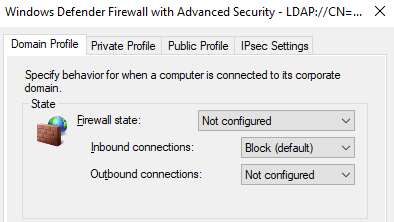 Windows Defender Firewall with Advanced Security - LDAP://CN=...
Domain Profile Private Profile Public Profile IPsec Settings
Specify behavior for when a computer is connected to its corporate
domain.
State
Firewall state: Not configured
Inbound connections: Block (default)
Outbound connections: Not configured